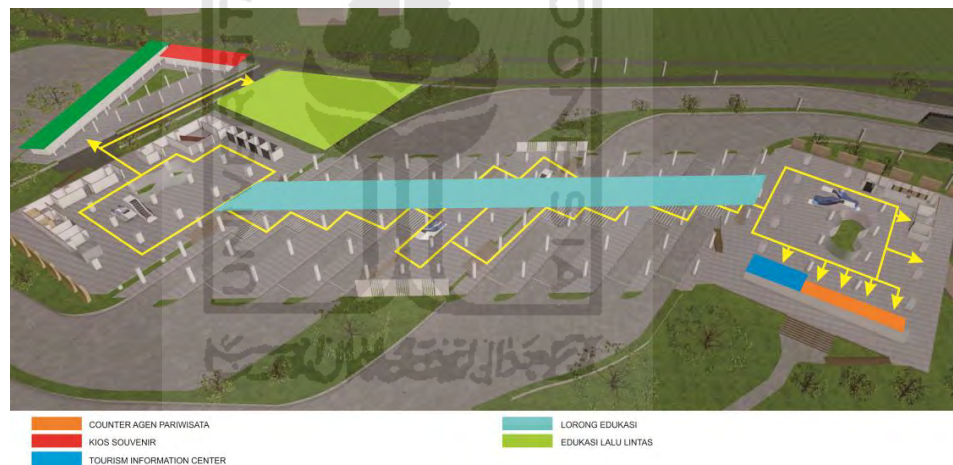 COUNTER AGEN PARIWISATA
KIOS SOUVENIR
TOURISM INFORMATION CENTER
LORONG EDUKASI
EDUKASI LALU LINTAS